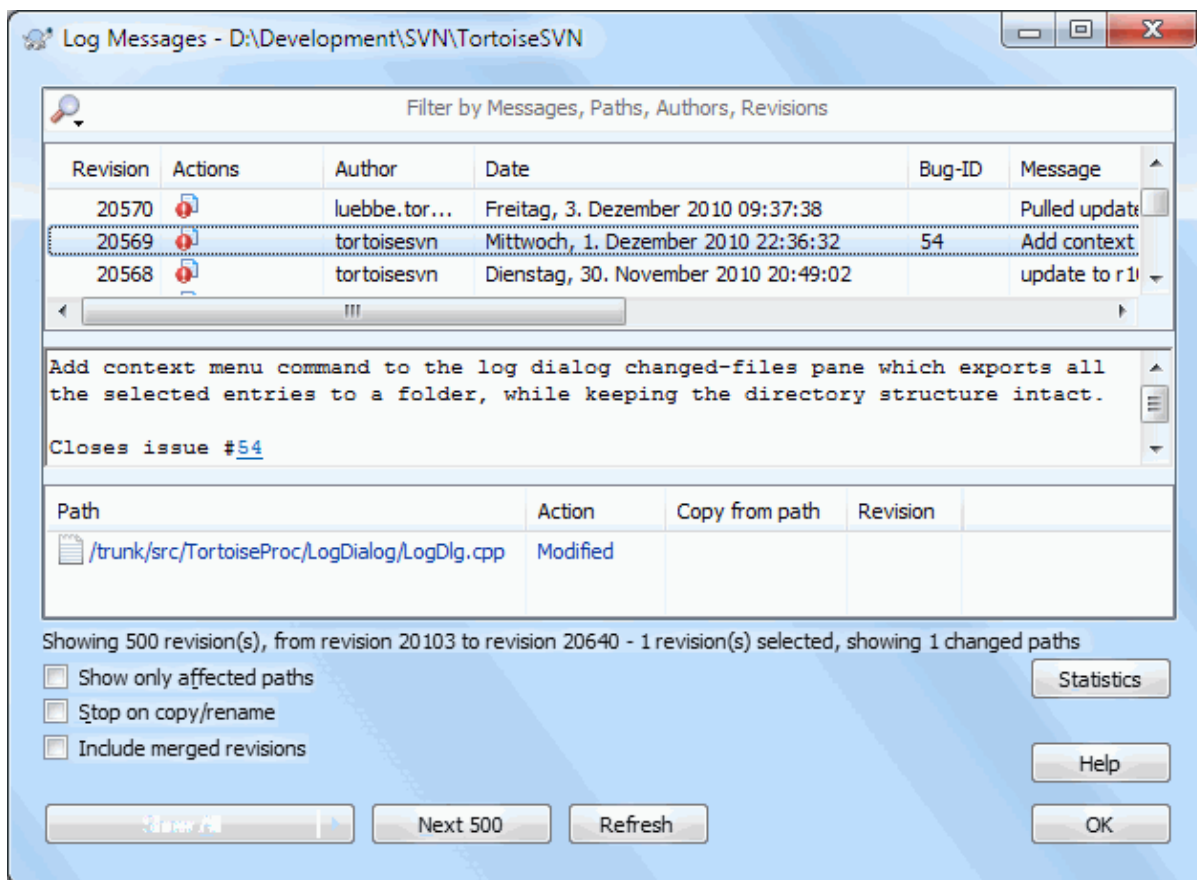 Log Messages - D:\Development\SVN\TortoiseSVN
Filter by Messages, Paths, Authors, Revisions
Revision Actions Author Date Bug-ID Message
20570 luebbe.tor... Freitag, 3. Dezember 2010 09:37:38 Pulled update
20569 tortoisesvn Mittwoch, 1. Dezember 2010 22:36:32 54 Add context
20568 tortoisesvn Dienstag, 30. November 2010 20:49:02 update to
Add context menu command to the log dialog changed-files pane which exports all
the selected entries to a folder, while keeping the directory structure intact.
Closes issue #54
Path Action Copy from path Revision
/trunk/src/TortoiseProc/LogDialog/LogDlg.cpp Modified
Showing 500 revision(s), from revision 20103 to revision 20640 - 1 revision(s) selected, showing 1 changed paths
Show only affected paths
Statistics
Stop on copy/rename
Include merged revisions
Help
Show All Next 500 Refresh OK